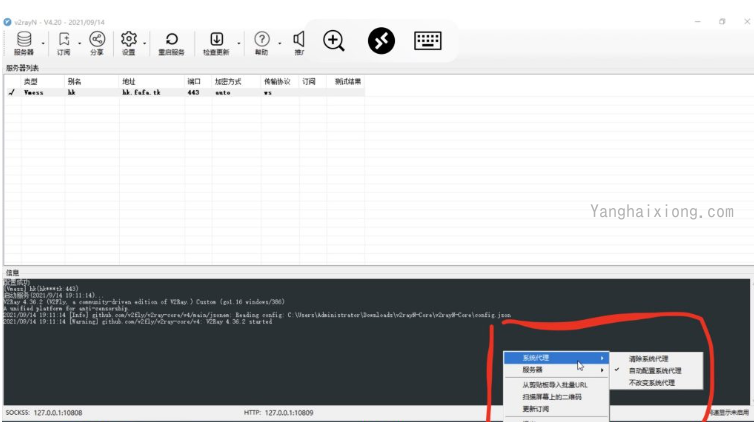 v2rayN - V4.20 - 2021/09/14
服务器 订阅 分享 设置 重启服务 检查更新 帮助 推广
服务器列表
类型 别名 地址 端口 加密方式 传输协议 订阅 测试结果
✓ Vmess hk hk.fafa.tk 443 auto ws
Yanghaixiong.com
信息
配置成功
[Vmess] hk(hk***tk:443)
启动服务(2021/9/14 19:11:14)...
V2Ray 4.36.2 (V2Fly, a community-driven edition of V2Ray.) Custom (go1.16 windows/386)
A unified platform for anti-censorship.
2021/09/14 19:11:14 [Info] github.com/v2fly/v2ray-core/v4/main/jsonem: Reading config: C:\Users\Administrator\Downloads\v2rayN-Core\v2rayN-Core\config.json
2021/09/14 19:11:14 [Warning] github.com/v2fly/v2ray-core/v4: V2Ray 4.36.2 started
系统代理 清除系统代理
服务器 ✓ 自动配置系统代理
不改变系统代理
从剪贴板导入批量URL
扫描屏幕上的二维码
更新订阅
SOCKS5: 127.0.0.1:10808 HTTP: 127.0.0.1:10809 网速显示未启用